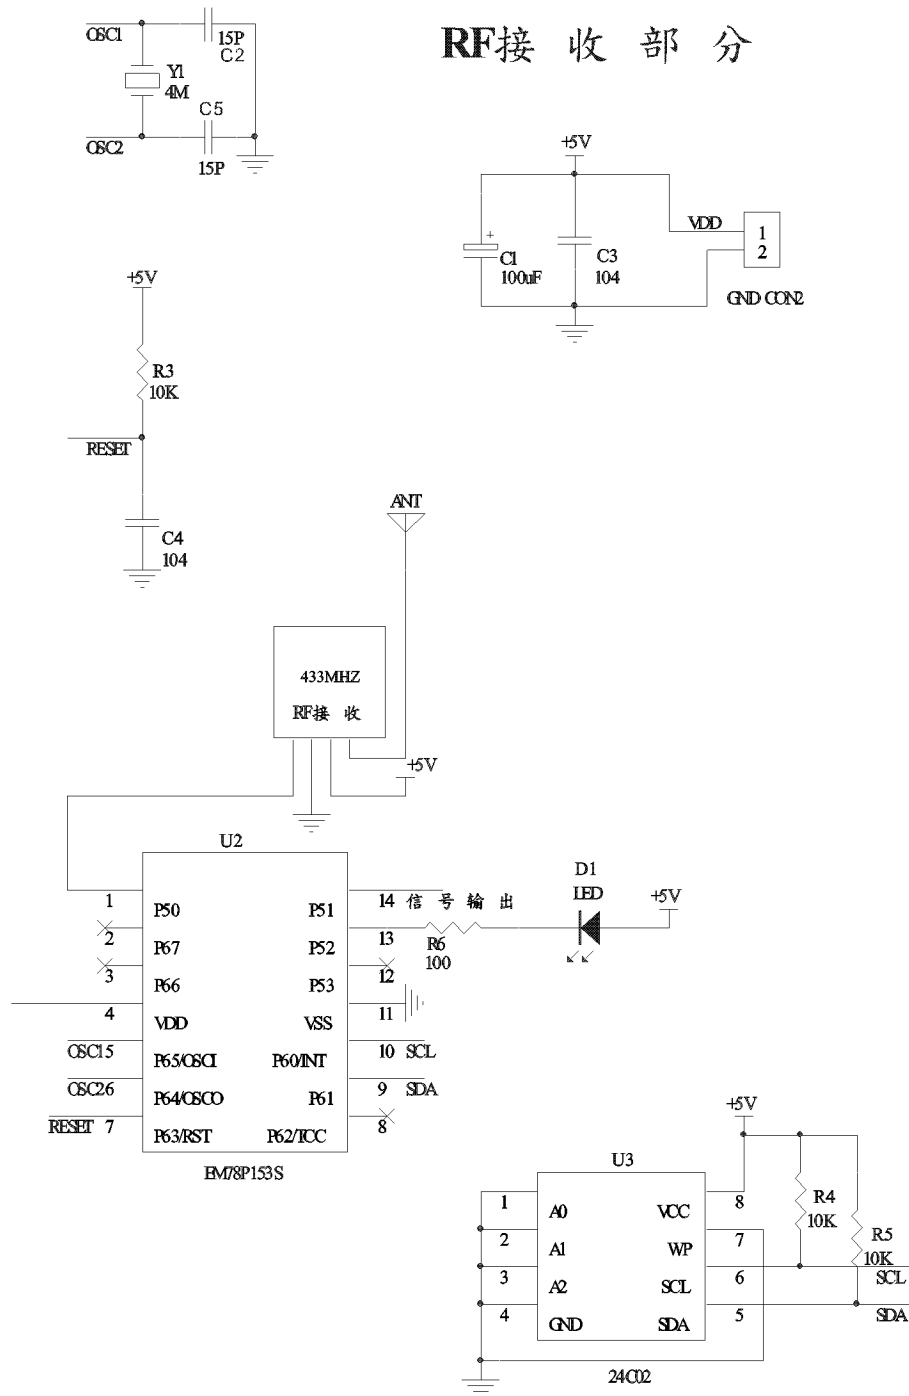 RF接 收 部 分
OSC1
15P
C2
Y1
4M
C5
OSC2
15P
+5V
VDD
1
2
C1
100uF
+
C3
104
GND CON2
+5V
R3
10K
RESET
C4
104
ANT
433MHZ
RF接 收
+5V
U2
1 P50 P51 14 信 号 输 出
2 P67 P52 13
3 P66 P53 12
4 VDD VSS 11
OSC1 5 P65/OSCI P60/INT 10 SCL
OSC2 6 P64/OSCO P61 9 SDA
RESET 7 P63/RST P62/TCC 8
EM78P153S
R6
100
D1
LED
+5V
+5V
U3
1 A0 VCC 8
2 A1 WP 7
3 A2 SCL 6
4 GND SDA 5
24C02
R4
10K
R5
10K
SCL
SDA